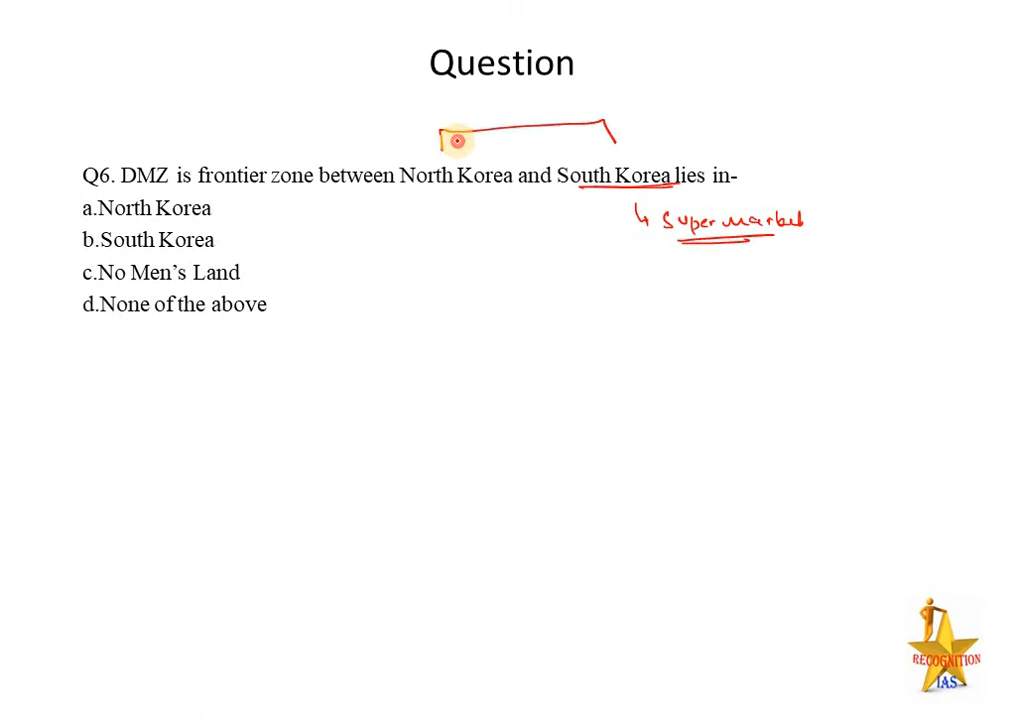 Question
Q6. DMZ is frontier zone between North Korea and South Korea lies in-
a.North Korea
Super market
b.South Korea
c.No Men’s Land
d.None of the above
RECOGNITION
IAS